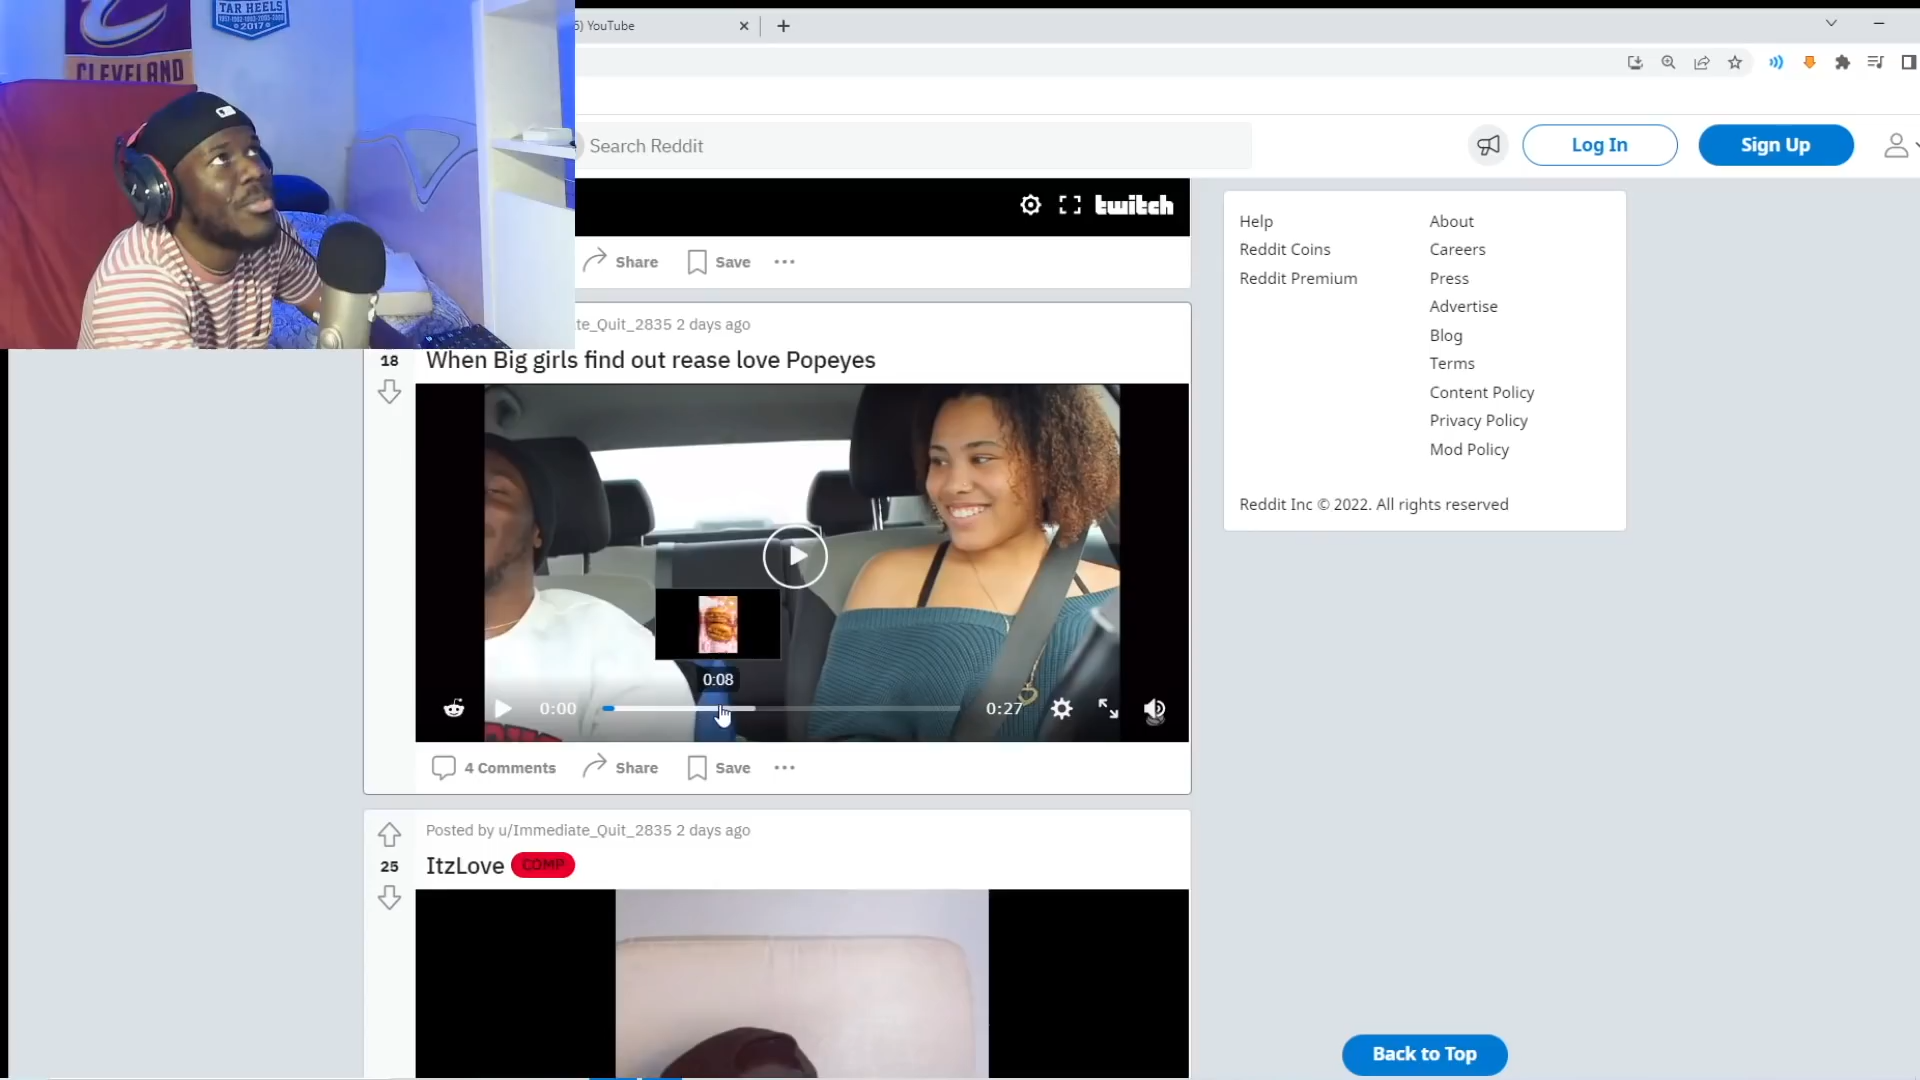 TAR HEELS
2017
CLEVELAND
YouTube
Search Reddit
Log In
Sign Up
twitch
Share
Save
te_Quit_2835 2 days ago
18
When Big girls find out rease love Popeyes
0:08
0:00
0:27
4 Comments
Share
Save
Posted by u/Immediate_Quit_2835 2 days ago
25
ItzLove
COMP
Help
About
Reddit Coins
Careers
Reddit Premium
Press
Advertise
Blog
Terms
Content Policy
Privacy Policy
Mod Policy
Reddit Inc © 2022. All rights reserved
Back to Top